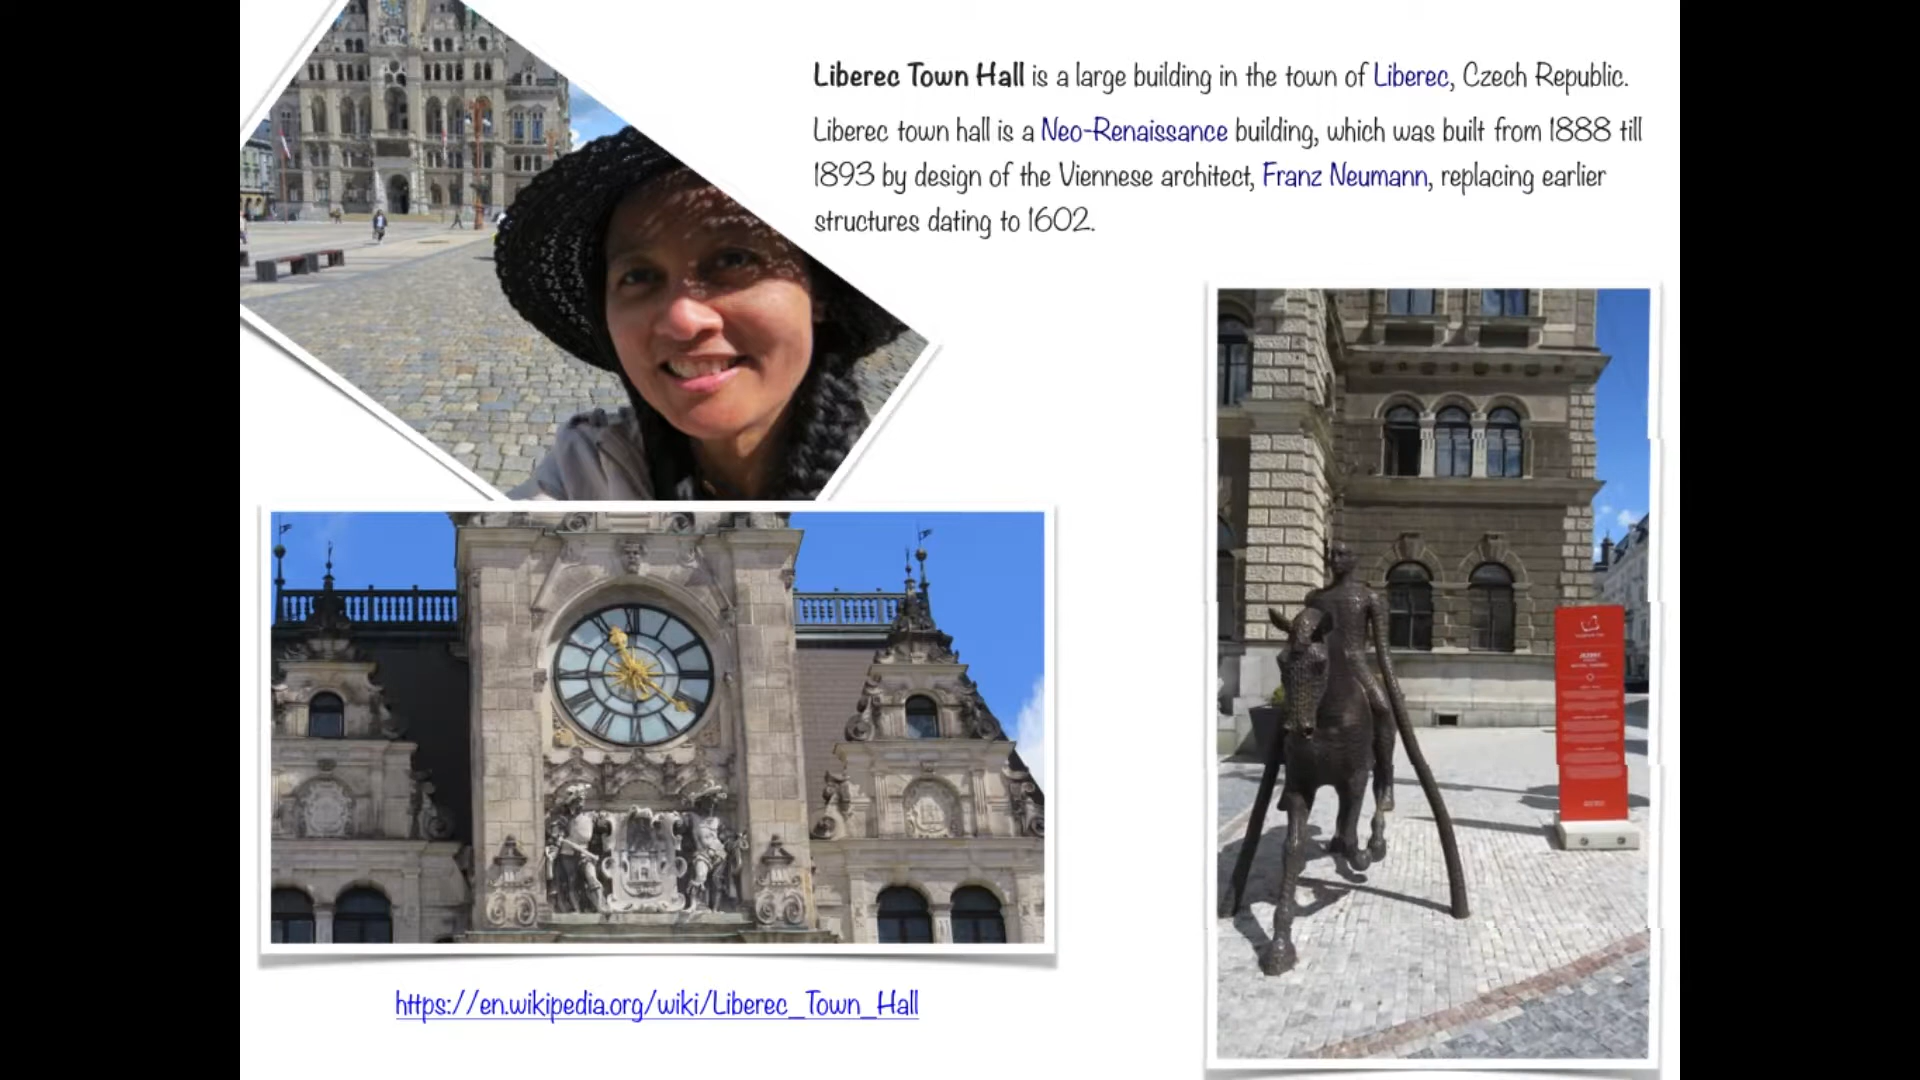 Liberec Town Hall is a large building in the town of Liberec, Czech Republic.
Liberec town hall is a Neo-Renaissance building, which was built from 1888 till
1893 by design of the Viennese architect, Franz Neumann, replacing earlier
structures dating to 1602.
https://en.wikipedia.org/wiki/Liberec_Town_Hall